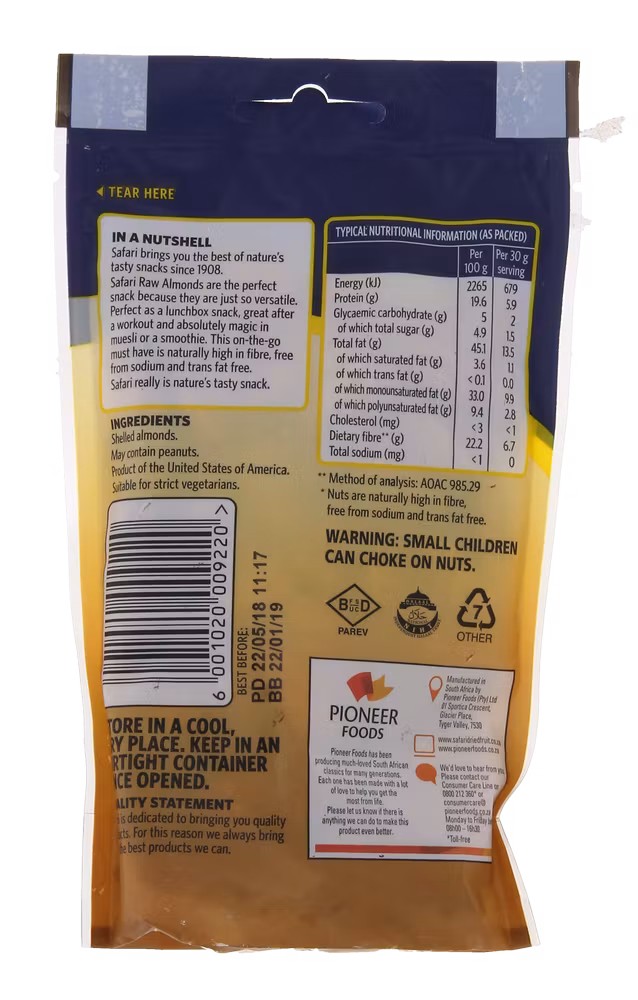 TEAR HERE
IN A NUTSHELL
Safari brings you the best of nature's
tasty snacks since 1908.
Safari Raw Almonds are the perfect
snack because they are just so versatile.
Perfect as a lunchbox snack, great after
a workout and absolutely magic in
muesli or a smoothie. This on-the-go
must have is naturally high in fibre, free
from sodium and trans fat free.
Safari really is nature's tasty snack.
INGREDIENTS
Shelled almonds.
May contain peanuts.
Product of the United States of America.
Suitable for strict vegetarians.
TYPICAL NUTRITIONAL INFORMATION (AS PACKED)
Per 100 g Per 30 g serving
Energy (kJ) 2265 679
Protein (g) 19.6 5.9
Glycaemic carbohydrate (g) 5 2
of which total sugar (g) 4.9 1.5
Total fat (g) 45.1 13.5
of which saturated fat (g) 3.6 1.1
of which trans fat (g) <0.1 0.0
of which monounsaturated fat (g) 33.0 9.9
of which polyunsaturated fat (g) 9.4 2.8
Cholesterol (mg) <3 <1
Dietary fibre** (g) 22.2 6.7
Total sodium (mg) <1 0
** Method of analysis: AOAC 985.29
* Nuts are naturally high in fibre,
free from sodium and trans fat free.
WARNING: SMALL CHILDREN
CAN CHOKE ON NUTS.
6 001020 009220 >
BEST BEFORE:
PD 22/05/18 11:17
BB 22/01/19
B FS UC D
PAREV
7
OTHER
TORE IN A COOL,
RY PLACE. KEEP IN AN
RTIGHT CONTAINER
NCE OPENED.
ALITY STATEMENT
is dedicated to bringing you quality
cts. For this reason we always bring
he best products we can.
PIONEER
FOODS
Pioneer Foods has been
producing much-loved South African
classics for many generations.
Each one has been made with a lot
of love to help you get the
most from life.
Please let us know if there is
anything we can do to make this
product even better.
Manufactured in
South Africa by
Pioneer Foods (Pty) Ltd
Sportica Crescent,
Glacier Place,
Tyger Valley, 7530
www.safaridriedfruit.co.za
www.pioneerfoods.co.za
We'd love to hear from you.
Please contact our
Consumer Care Line on
0800 212 360* or
consumercare@
pioneerfoods.co.za
Monday to Friday
08h00 – 16h30
*Toll-free